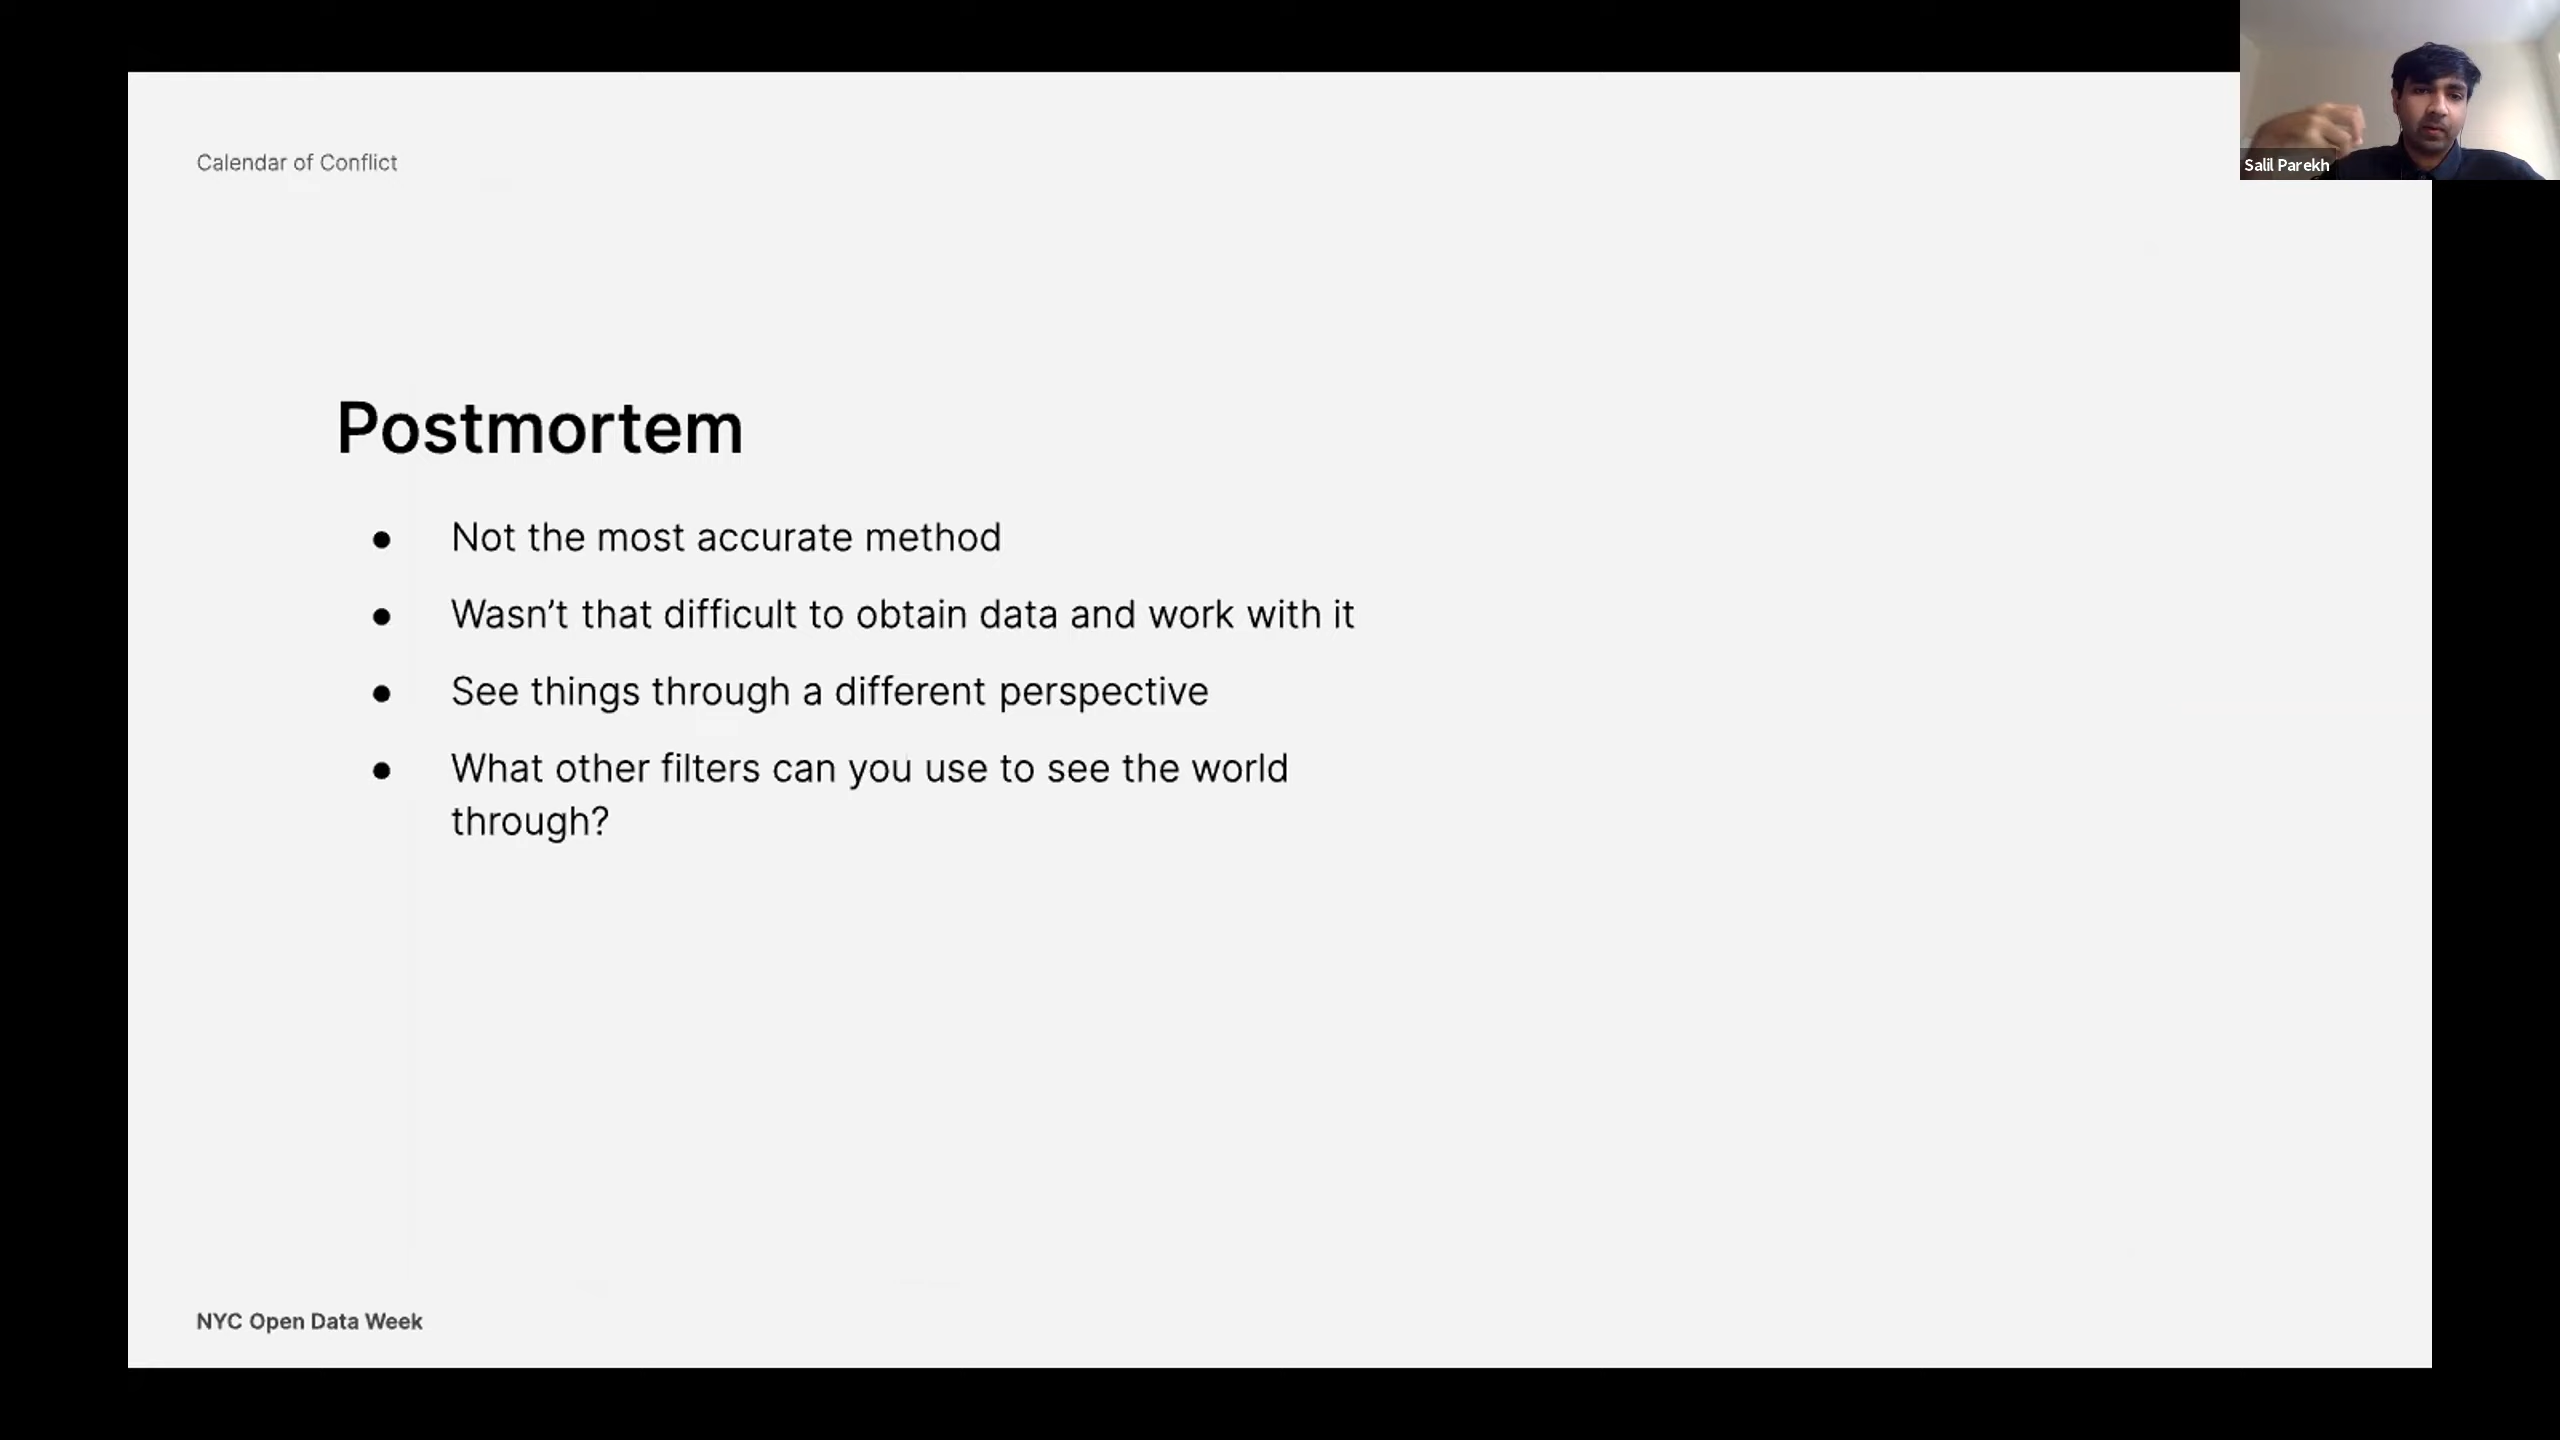 Calendar of Conflict
Salil Parekh
Postmortem
● Not the most accurate method
● Wasn’t that difficult to obtain data and work with it
● See things through a different perspective
● What other filters can you use to see the world
through?
NYC Open Data Week